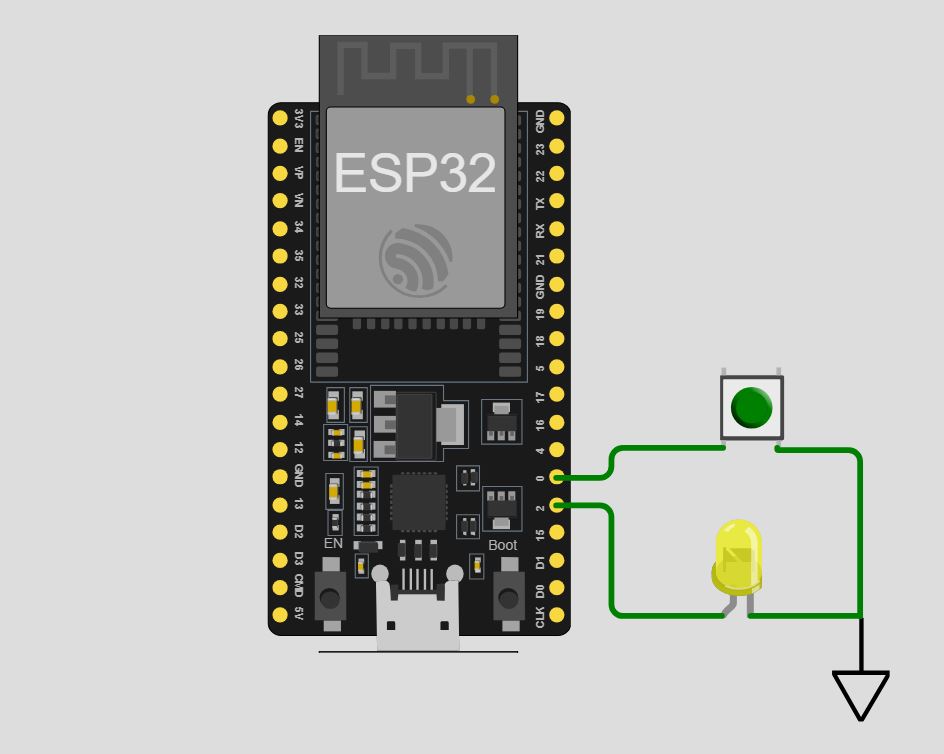 ESP32
3V3
EN
VP
VN
34
35
32
33
25
26
27
14
12
GND
13
D2
D3
CMD
5V
GND
23
22
TX
RX
21
GND
19
18
5
17
16
4
0
2
15
D1
D0
CLK
EN
Boot